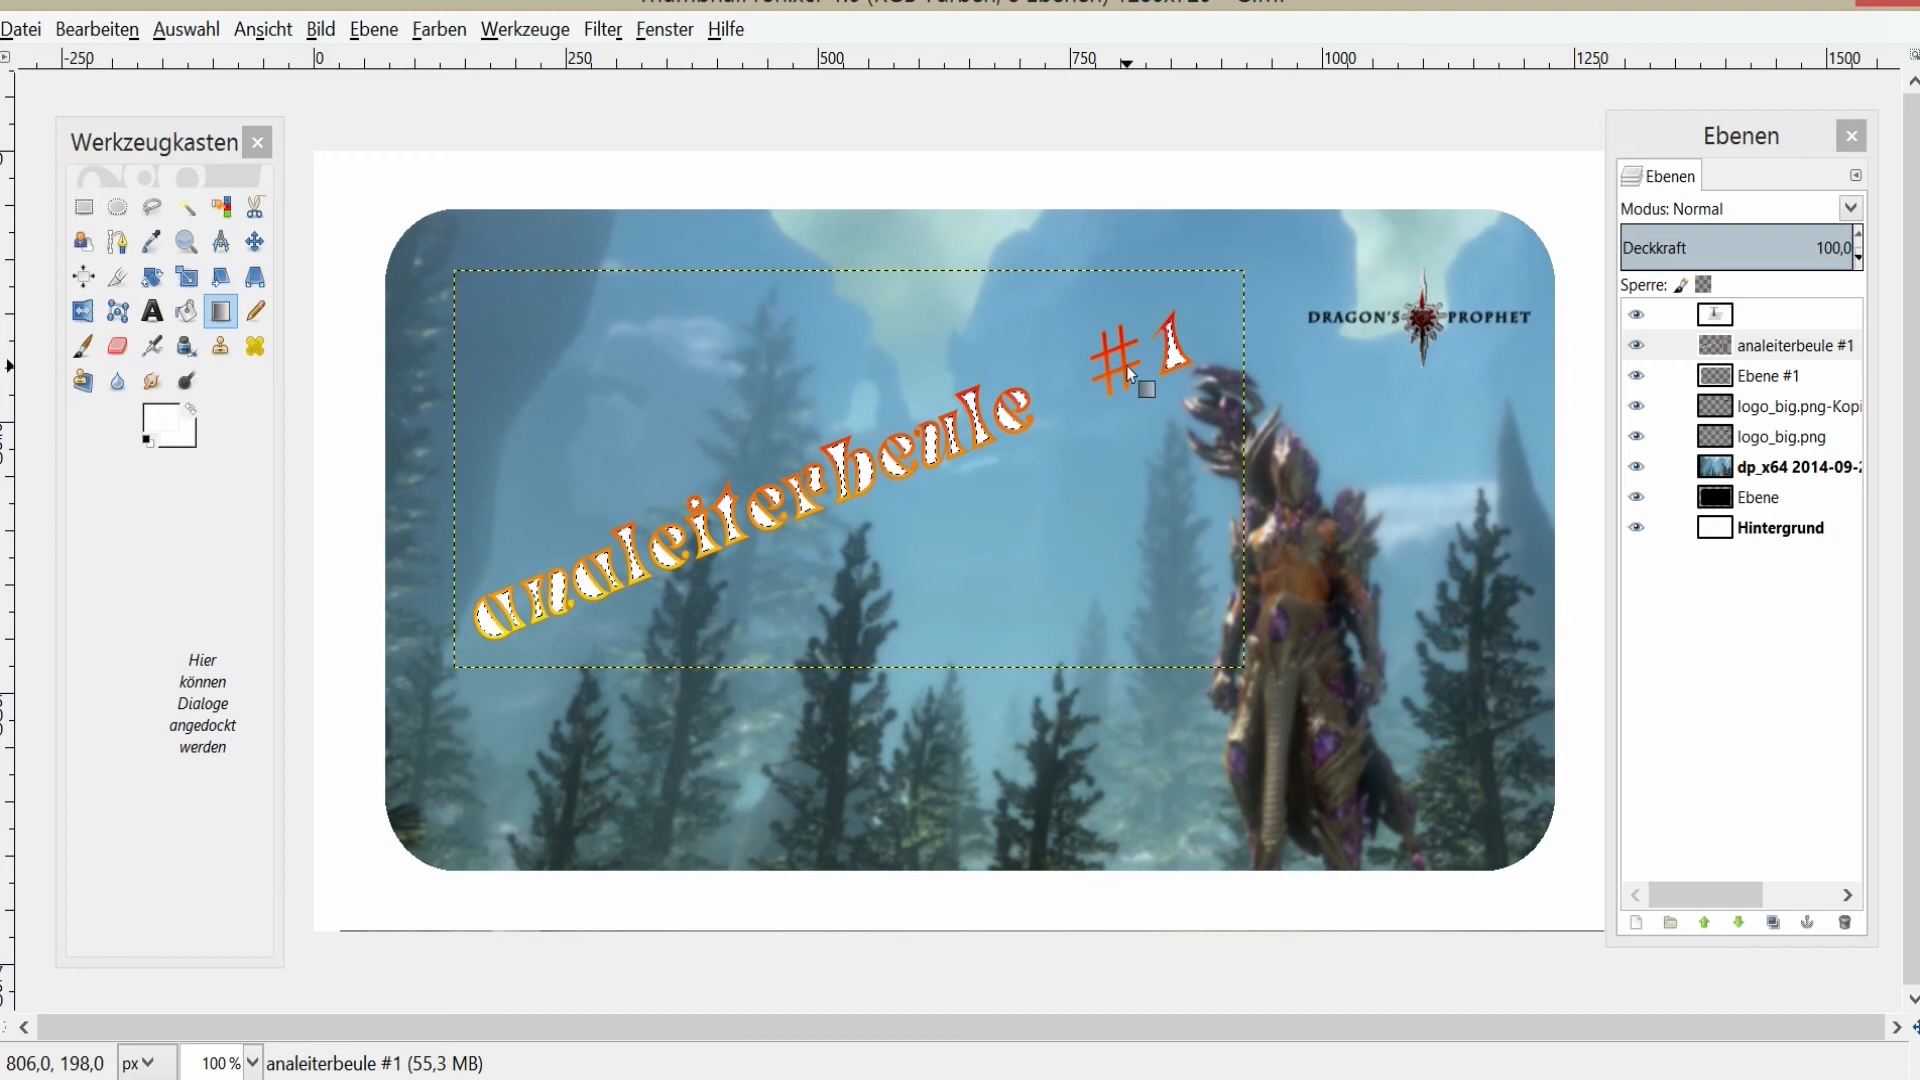 Datei Bearbeiten Auswahl Ansicht Bild Ebene Farben Werkzeuge Filter Fenster Hilfe
-250 0 250 500 750 1000 1250 1500
Werkzeugkasten
Hier
können
Dialoge
angedockt
werden
analeiterbeule #1
DRAGON'S PROPHET
Ebenen
Ebenen
Modus: Normal
Deckkraft 100,0
Sperre:
analeiterbeule #1
Ebene #1
logo_big.png-Kopi
logo_big.png
dp_x64 2014-09-2
Ebene
Hintergrund
806,0, 198,0 px 100 % analeiterbeule #1 (55,3 MB)